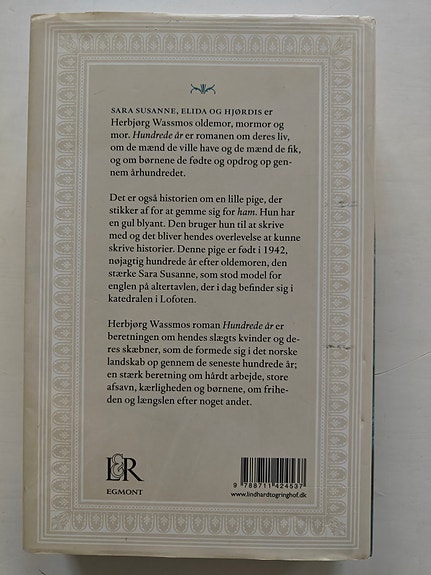 SARA SUSANNE, ELIDA OG HJØRDIS er
Herbjørg Wassmos oldemor, mormor og
mor. Hundrede år er romanen om deres liv,
om de mænd de ville have og de mænd de fik,
og om børnene de fødte og opdrog op gen-
nem århundredet.
Det er også historien om en lille pige, der
stikker af for at gemme sig for ham. Hun har
en gul blyant. Den bruger hun til at skrive
med og det bliver hendes overlevelse at kunne
skrive historier. Denne pige er født i 1942,
nøjagtig hundrede år efter oldemoren, den
stærke Sara Susanne, som stod model for
englen på altertavlen, der i dag befinder sig i
katedralen i Lofoten.
Herbjørg Wassmos roman Hundrede år er
beretningen om hendes slægts kvinder og de-
res skæbner, som de formede sig i det norske
landskab op gennem de seneste hundrede år;
en stærk beretning om hårdt arbejde, store
afsavn, kærligheden og børnene, om frihe-
den og længslen efter noget andet.
L&R
EGMONT
9 788711 424537
www.lindhardtogringhof.dk